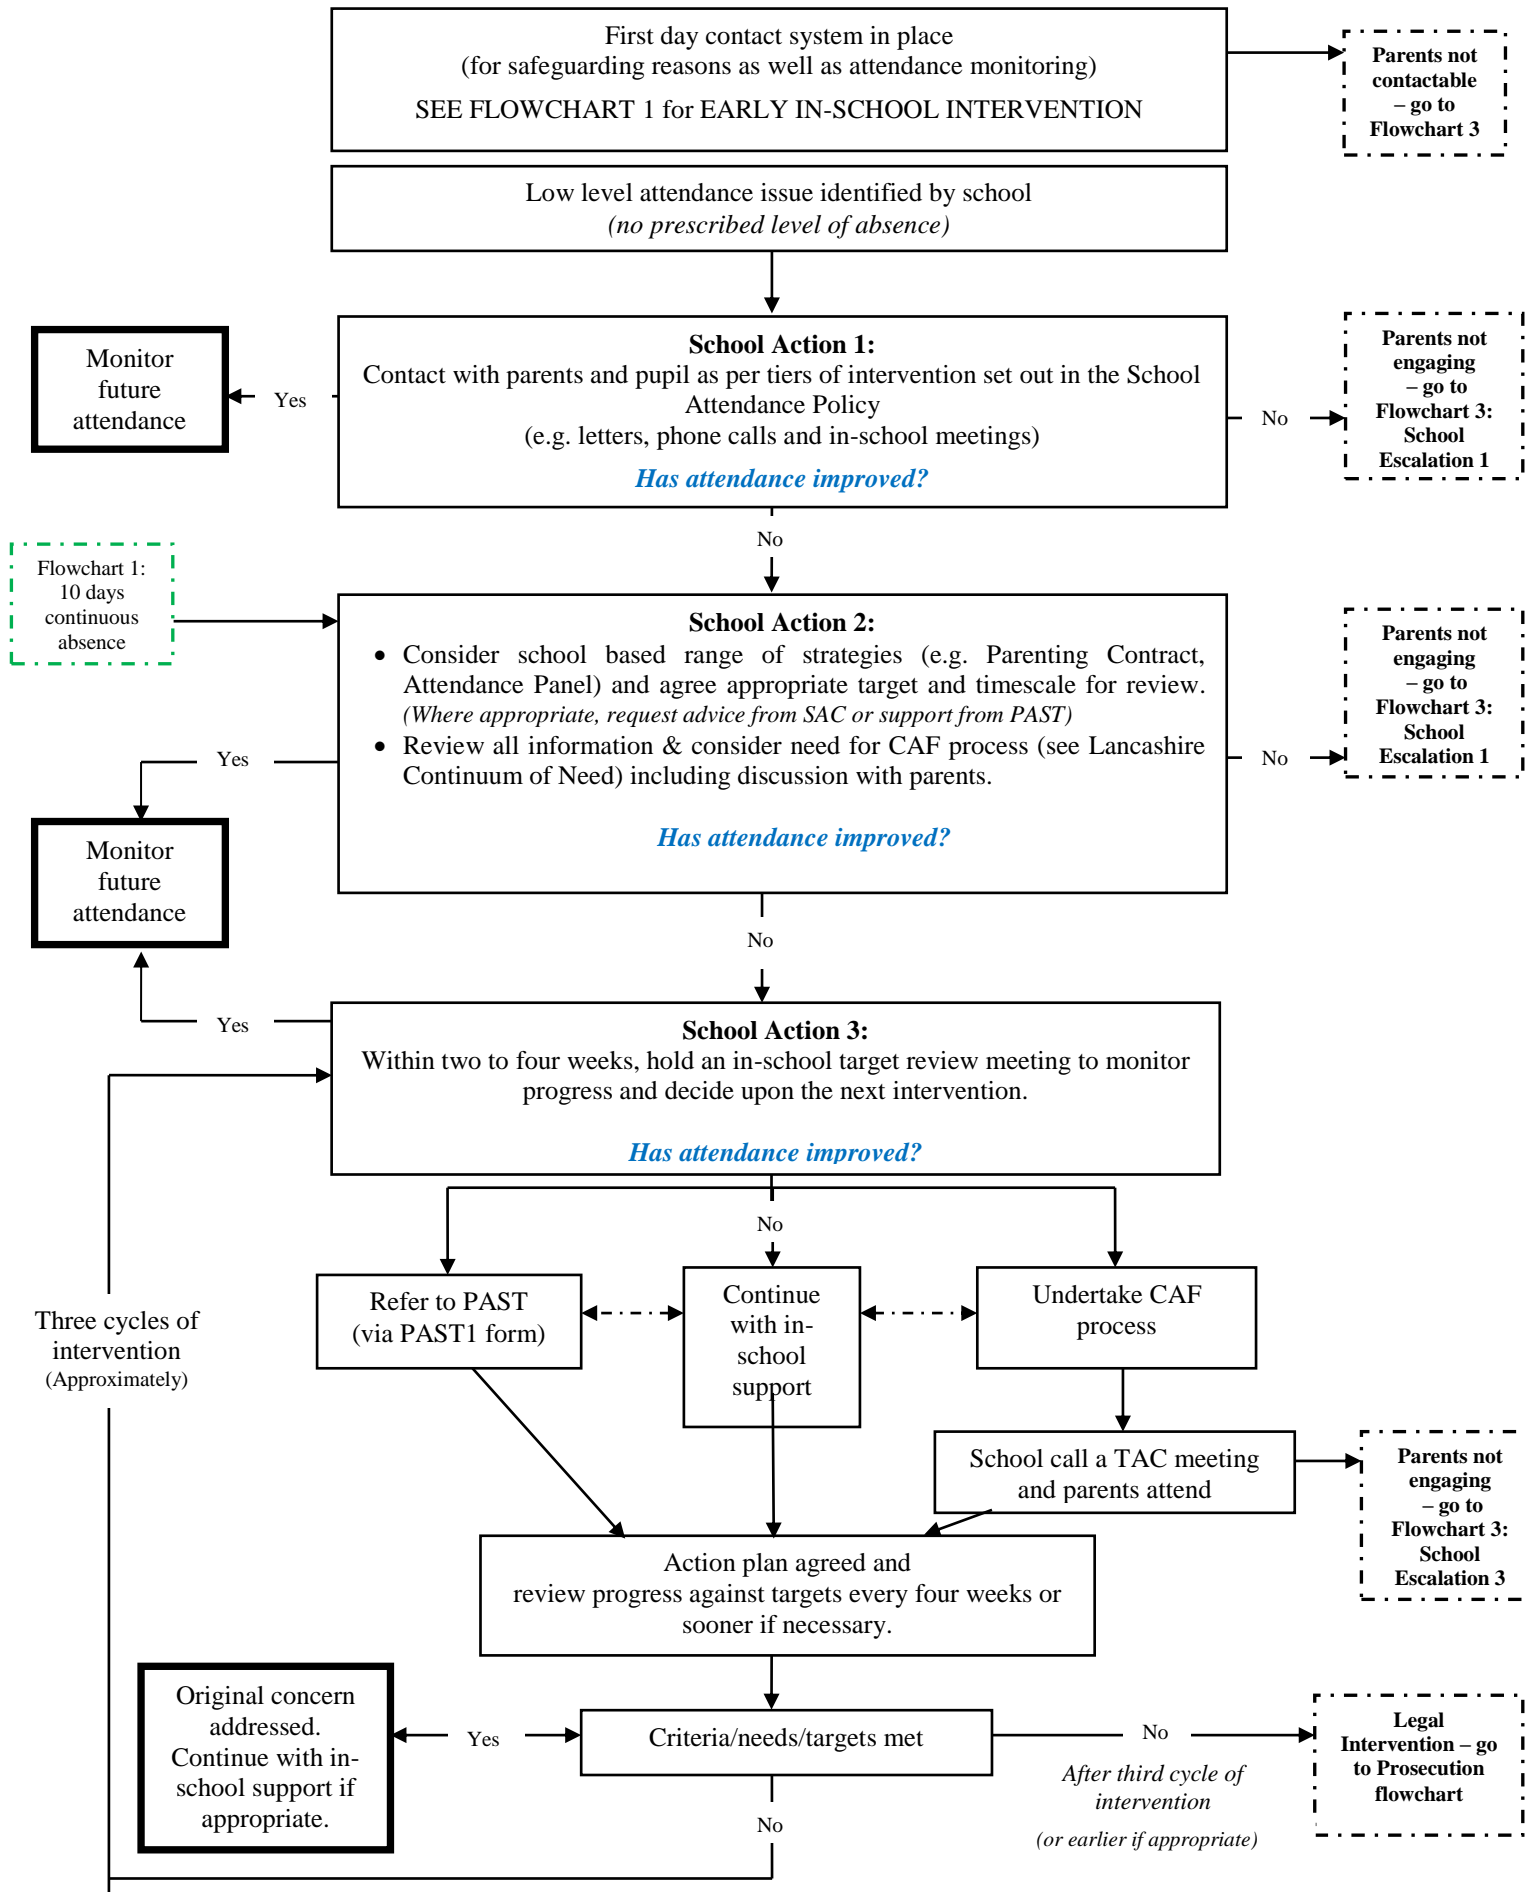 First day contact system in place
(for safeguarding reasons as well as attendance monitoring)
SEE FLOWCHART 1 for EARLY IN-SCHOOL INTERVENTION
Parents not
contactable
– go to
Flowchart 3
Low level attendance issue identified by school
(no prescribed level of absence)
Monitor
future
attendance
Yes
School Action 1:
Contact with parents and pupil as per tiers of intervention set out in the School
Attendance Policy
(e.g. letters, phone calls and in-school meetings)
Has attendance improved?
No
Parents not
engaging
– go to
Flowchart 3:
School
Escalation 1
No
Flowchart 1:
10 days
continuous
absence
School Action 2:
• Consider school based range of strategies (e.g. Parenting Contract,
Attendance Panel) and agree appropriate target and timescale for review.
(Where appropriate, request advice from SAC or support from PAST)
• Review all information & consider need for CAF process (see Lancashire
Continuum of Need) including discussion with parents.
Has attendance improved?
No
Parents not
engaging
– go to
Flowchart 3:
School
Escalation 1
Yes
Monitor
future
attendance
No
Yes
School Action 3:
Within two to four weeks, hold an in-school target review meeting to monitor
progress and decide upon the next intervention.
Has attendance improved?
No
Three cycles of
intervention
(Approximately)
Refer to PAST
(via PAST1 form)
Continue
with in-
school
support
Undertake CAF
process
School call a TAC meeting
and parents attend
Parents not
engaging
– go to
Flowchart 3:
School
Escalation 3
Action plan agreed and
review progress against targets every four weeks or
sooner if necessary.
Original concern
addressed.
Continue with in-
school support if
appropriate.
Yes
Criteria/needs/targets met
No
After third cycle of
intervention
(or earlier if appropriate)
Legal
Intervention – go
to Prosecution
flowchart
No